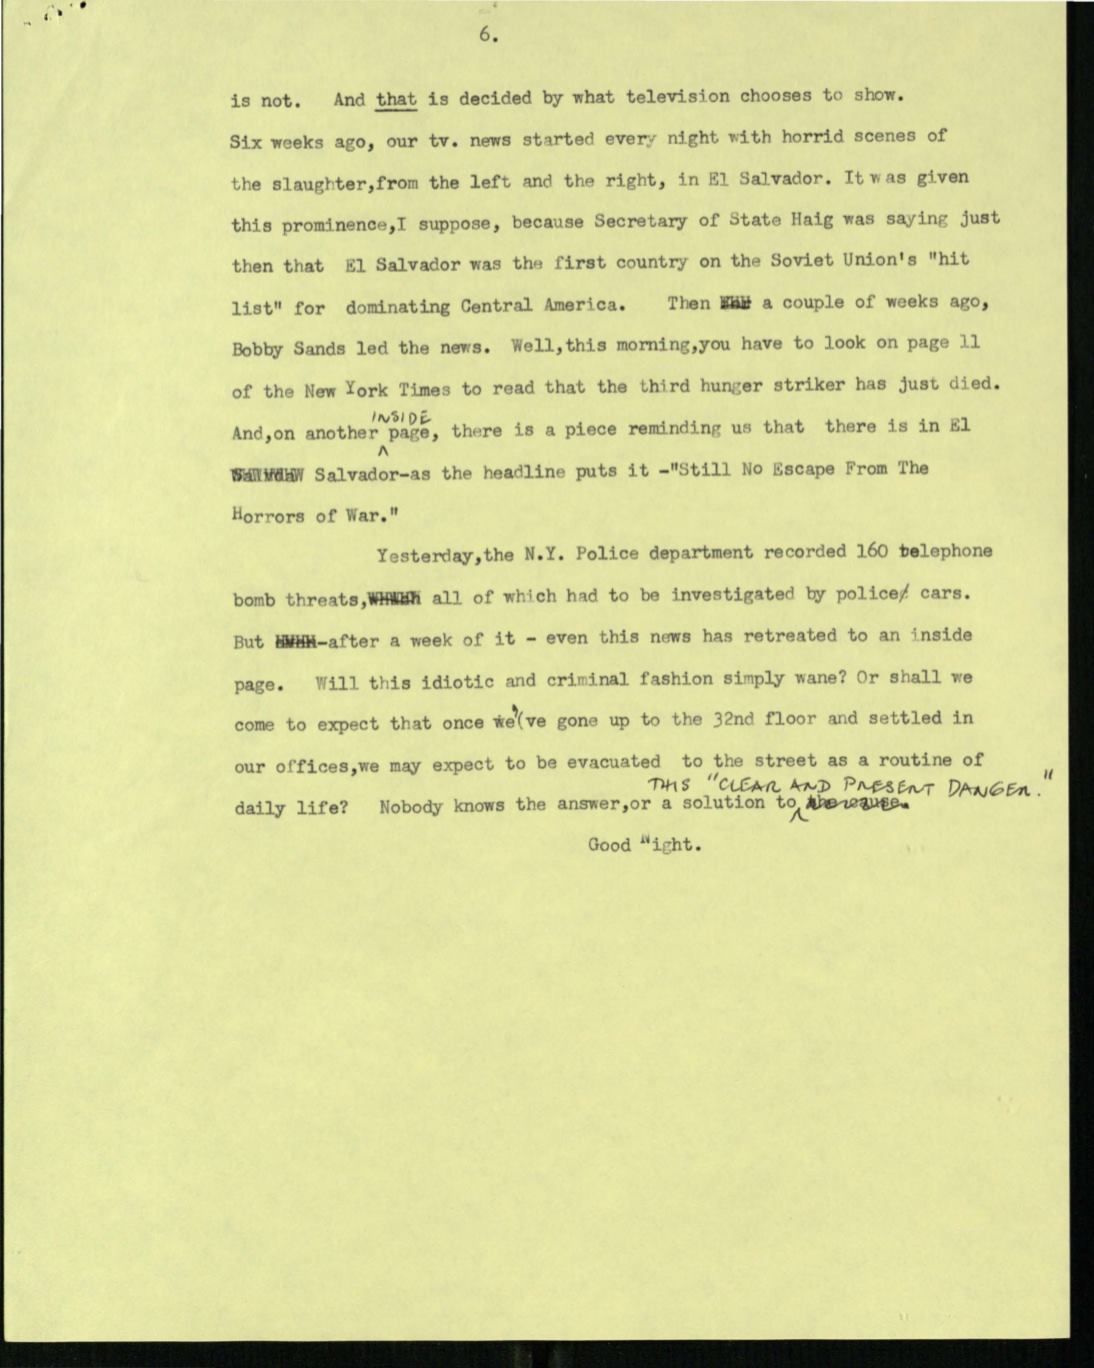 6.
is not. And that is decided by what television chooses to show.
Six weeks ago, our tv. news started every night with horrid scenes of
the slaughter,from the left and the right, in El Salvador. It was given
this prominence,I suppose, because Secretary of State Haig was saying just
then that El Salvador was the first country on the Soviet Union's "hit
list" for dominating Central America. Then a couple of weeks ago,
Bobby Sands led the news. Well,this morning,you have to look on page 11
of the New York Times to read that the third hunger striker has just died.
INSIDE
And,on another page, there is a piece reminding us that there is in El
Salvador-as the headline puts it -"Still No Escape From The
Horrors of War."
Yesterday,the N.Y. Police department recorded 160 telephone
bomb threats, all of which had to be investigated by police cars.
But -after a week of it - even this news has retreated to an inside
page. Will this idiotic and criminal fashion simply wane? Or shall we
come to expect that once we've gone up to the 32nd floor and settled in
our offices,we may expect to be evacuated to the street as a routine of
THIS "CLEAR AND PRESENT DANGER."
daily life? Nobody knows the answer,or a solution to the cause.
Good Night.